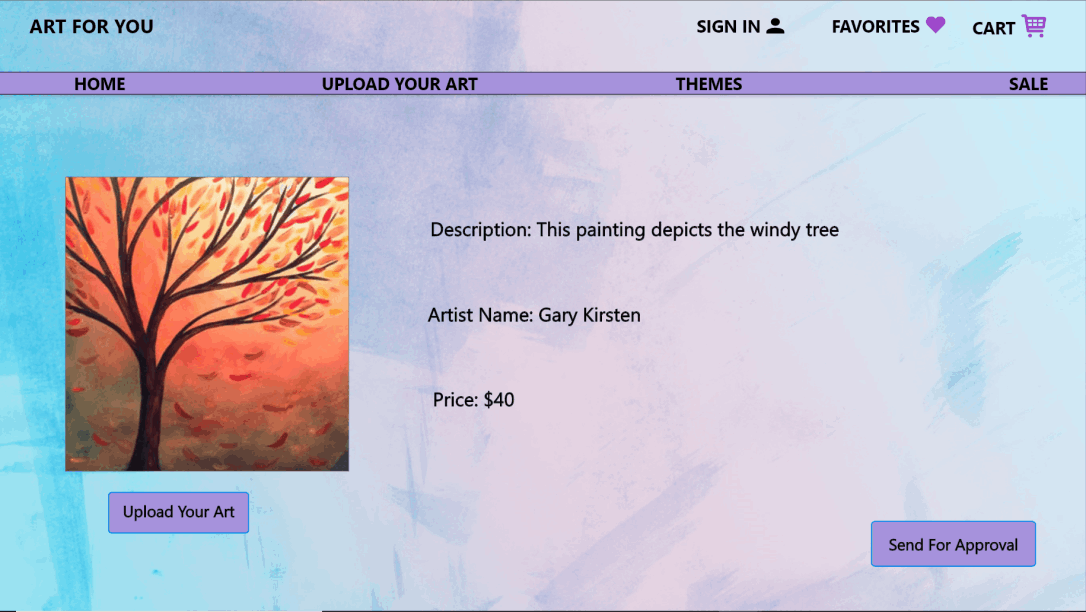 ART FOR YOU
SIGN IN
FAVORITES
CART
HOME
UPLOAD YOUR ART
THEMES
SALE
Description: This painting depicts the windy tree
Artist Name: Gary Kirsten
Price: $40
Upload Your Art
Send For Approval